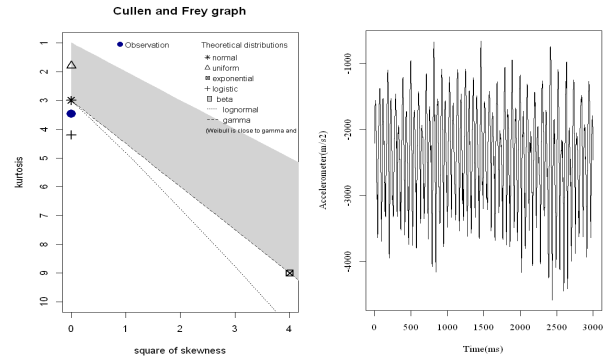 Cullen and Frey graph
Observation
Theoretical distributions
normal
uniform
exponential
logistic
beta
lognormal
gamma
(Weibull is close to gamma and
kurtosis
1
2
3
4
5
6
7
8
9
10
0
1
2
3
4
square of skewness
Accelerometer(m/s2)
-1000
-2000
-3000
-4000
0
500
1000
1500
2000
2500
3000
Time(ms)